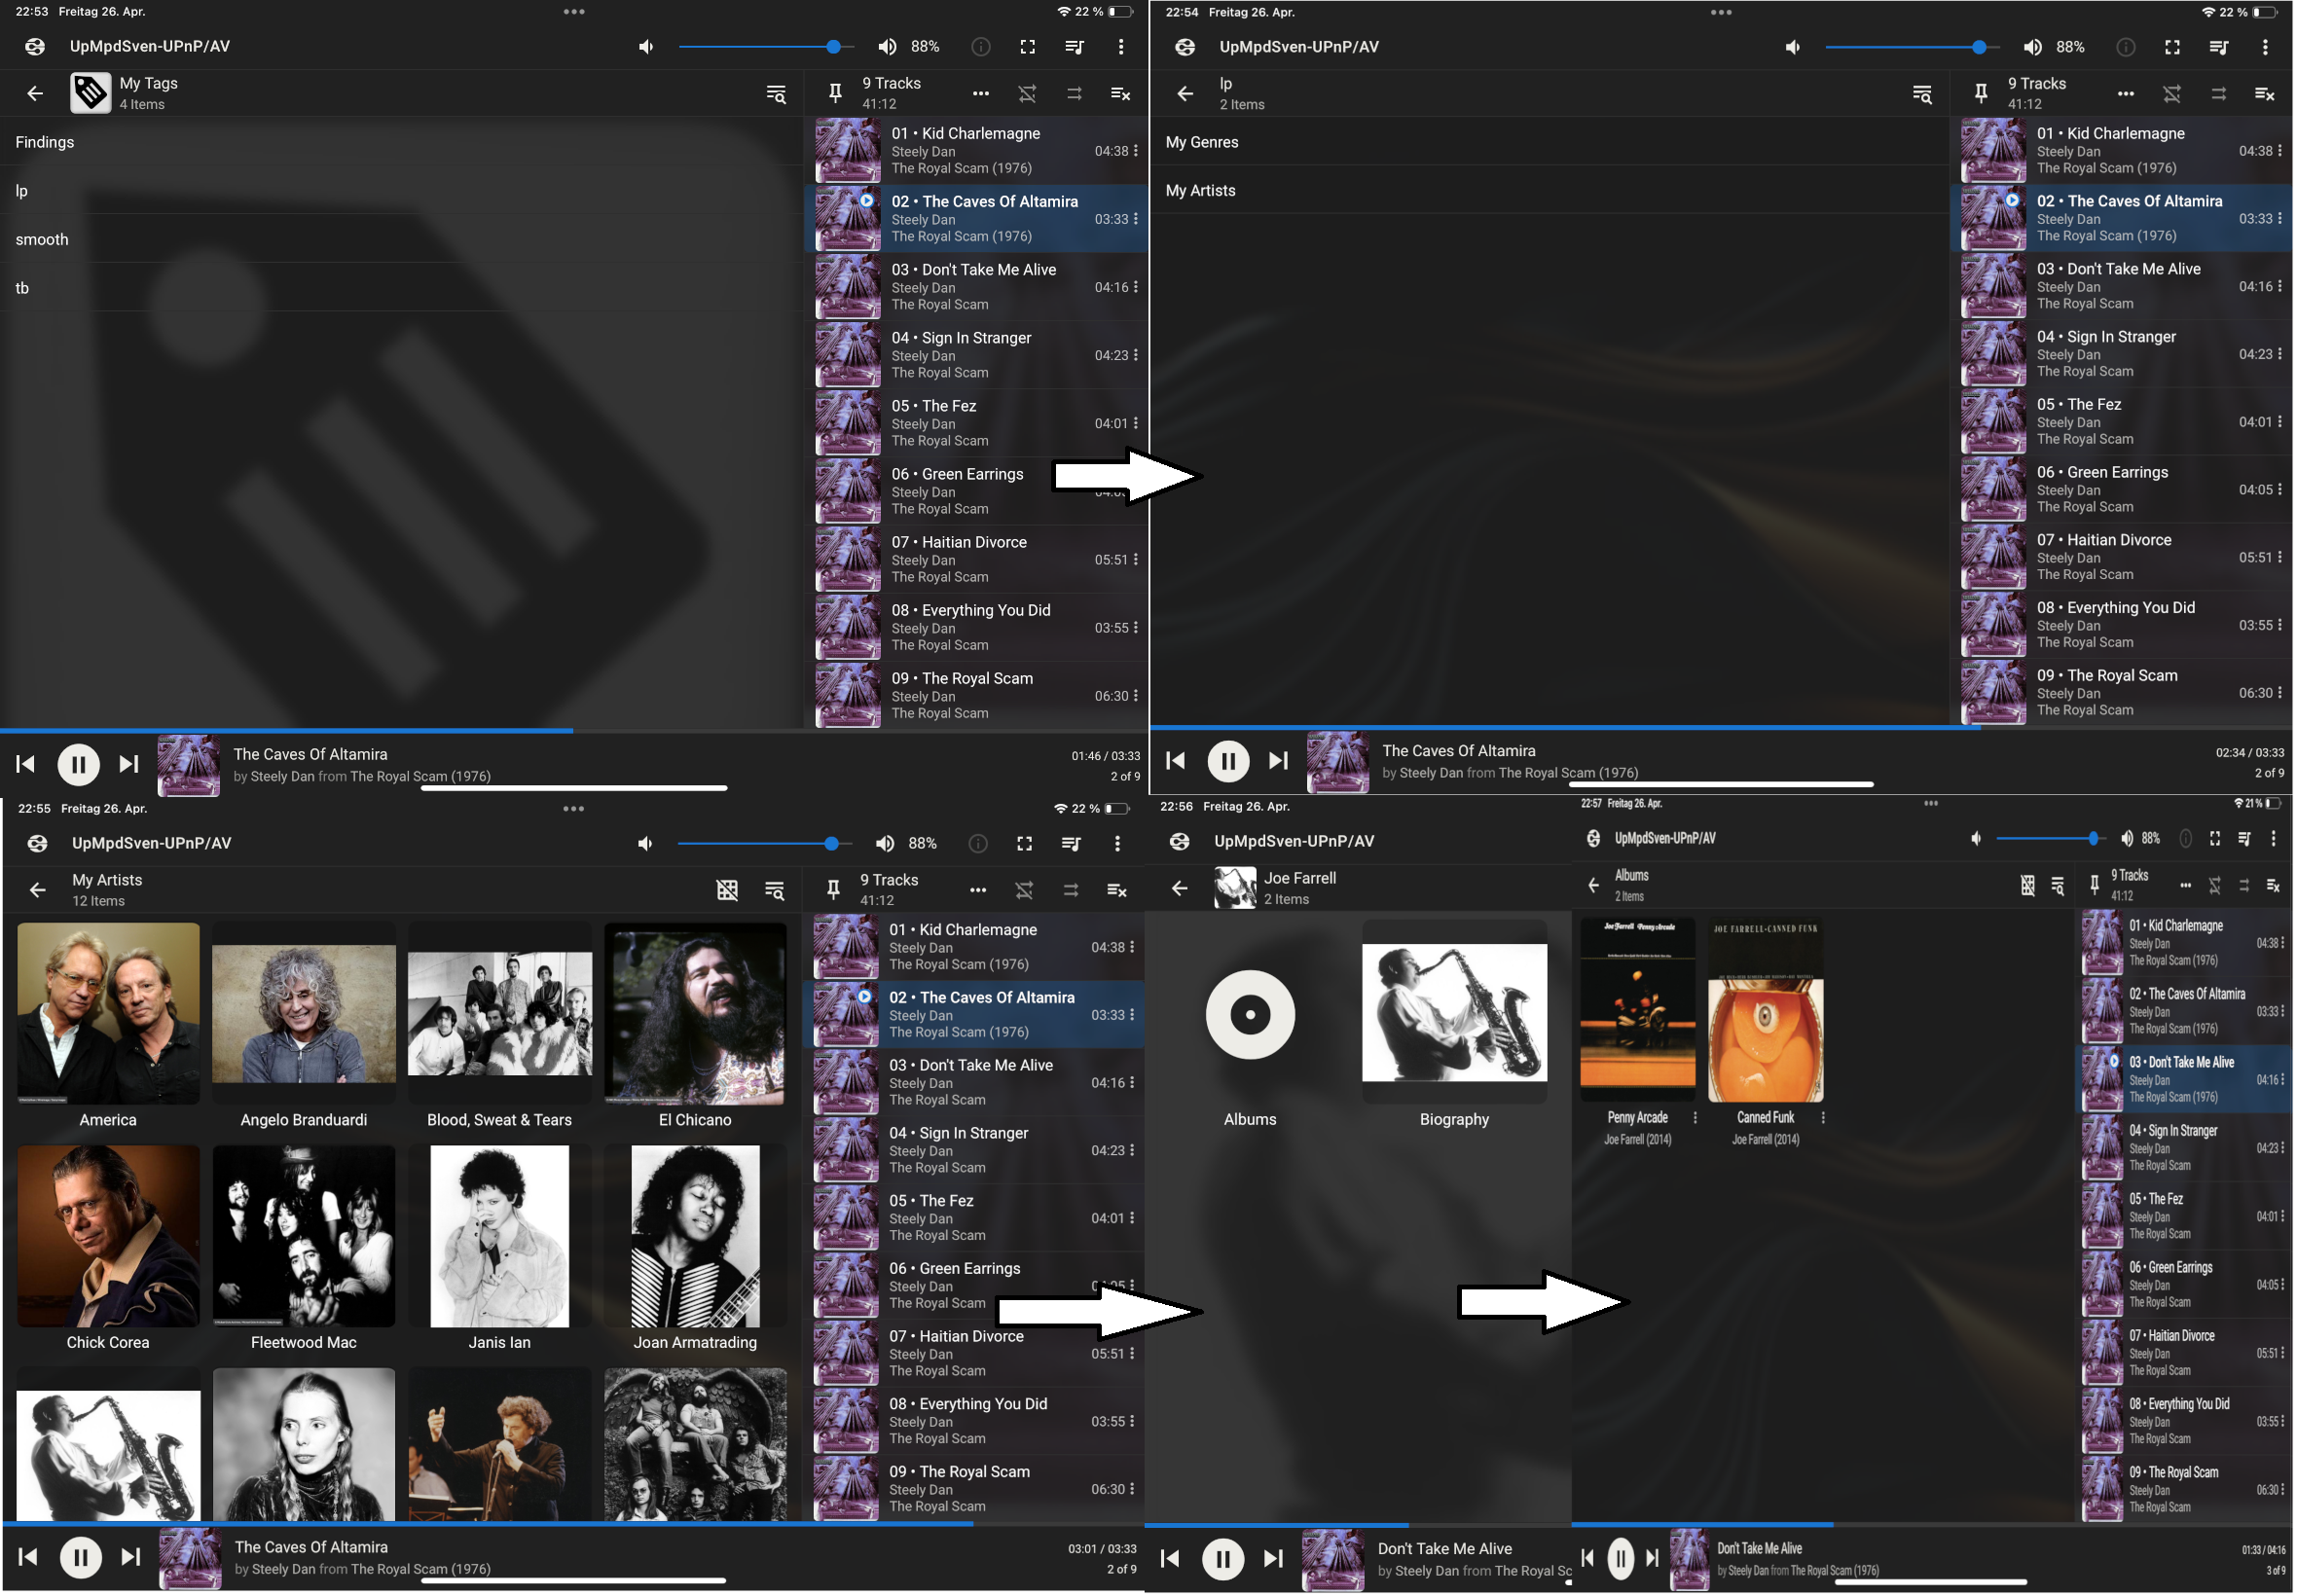 22:53 Freitag 26. Apr.
22 %
UpMpdSven-UPnP/AV
88%
My Tags
4 Items
9 Tracks
41:12
Findings
lp
smooth
tb
01 • Kid Charlemagne
Steely Dan
04:38
The Royal Scam (1976)
02 • The Caves Of Altamira
Steely Dan
03:33
The Royal Scam (1976)
03 • Don't Take Me Alive
Steely Dan
04:16
The Royal Scam
04 • Sign In Stranger
Steely Dan
04:23
The Royal Scam
05 • The Fez
Steely Dan
04:01
The Royal Scam
06 • Green Earrings
Steely Dan
The Royal Scam
07 • Haitian Divorce
Steely Dan
05:51
The Royal Scam
08 • Everything You Did
Steely Dan
03:55
The Royal Scam
09 • The Royal Scam
Steely Dan
06:30
The Royal Scam
The Caves Of Altamira
by Steely Dan from The Royal Scam (1976)
01:46 / 03:33
2 of 9
22:54 Freitag 26. Apr.
22 %
UpMpdSven-UPnP/AV
88%
lp
2 Items
9 Tracks
41:12
My Genres
My Artists
01 • Kid Charlemagne
Steely Dan
04:38
The Royal Scam (1976)
02 • The Caves Of Altamira
Steely Dan
03:33
The Royal Scam (1976)
03 • Don't Take Me Alive
Steely Dan
04:16
The Royal Scam
04 • Sign In Stranger
Steely Dan
04:23
The Royal Scam
05 • The Fez
Steely Dan
04:01
The Royal Scam
06 • Green Earrings
Steely Dan
04:05
The Royal Scam
07 • Haitian Divorce
Steely Dan
05:51
The Royal Scam
08 • Everything You Did
Steely Dan
03:55
The Royal Scam
09 • The Royal Scam
Steely Dan
06:30
The Royal Scam
The Caves Of Altamira
by Steely Dan from The Royal Scam (1976)
02:34 / 03:33
2 of 9
22:55 Freitag 26. Apr.
22 %
UpMpdSven-UPnP/AV
88%
My Artists
12 Items
9 Tracks
41:12
America
Angelo Branduardi
Blood, Sweat & Tears
El Chicano
Chick Corea
Fleetwood Mac
Janis Ian
Joan Armatrading
01 • Kid Charlemagne
Steely Dan
04:38
The Royal Scam (1976)
02 • The Caves Of Altamira
Steely Dan
03:33
The Royal Scam (1976)
03 • Don't Take Me Alive
Steely Dan
04:16
The Royal Scam
04 • Sign In Stranger
Steely Dan
04:23
The Royal Scam
05 • The Fez
Steely Dan
04:01
The Royal Scam
06 • Green Earrings
Steely Dan
The Royal Scam
07 • Haitian Divorce
Steely Dan
05:51
The Royal Scam
08 • Everything You Did
Steely Dan
03:55
The Royal Scam
09 • The Royal Scam
Steely Dan
06:30
The Royal Scam
The Caves Of Altamira
by Steely Dan from The Royal Scam (1976)
03:01 / 03:33
2 of 9
22:56 Freitag 26. Apr.
UpMpdSven-UPnP/AV
Joe Farrell
2 Items
Albums
Biography
Don't Take Me Alive
by Steely Dan from The Royal Sc
22:57 Freitag 26. Apr.
21 %
UpMpdSven-UPnP/AV
88%
Albums
2 Items
9 Tracks
41:12
Joe Farrell Penny Arcade
JOE FARRELL • CANNED FUNK
Penny Arcade
Joe Farrell (2014)
Canned Funk
Joe Farrell (2014)
01 • Kid Charlemagne
Steely Dan
04:38
The Royal Scam (1976)
02 • The Caves Of Altamira
Steely Dan
03:33
The Royal Scam (1976)
03 • Don't Take Me Alive
Steely Dan
04:16
The Royal Scam (1976)
04 • Sign In Stranger
Steely Dan
04:23
The Royal Scam
05 • The Fez
Steely Dan
04:01
The Royal Scam
06 • Green Earrings
Steely Dan
04:05
The Royal Scam
07 • Haitian Divorce
Steely Dan
05:51
The Royal Scam
08 • Everything You Did
Steely Dan
03:55
The Royal Scam
09 • The Royal Scam
Steely Dan
06:30
The Royal Scam
Don't Take Me Alive
by Steely Dan from The Royal Scam (1976)
01:33 / 04:16
3 of 9